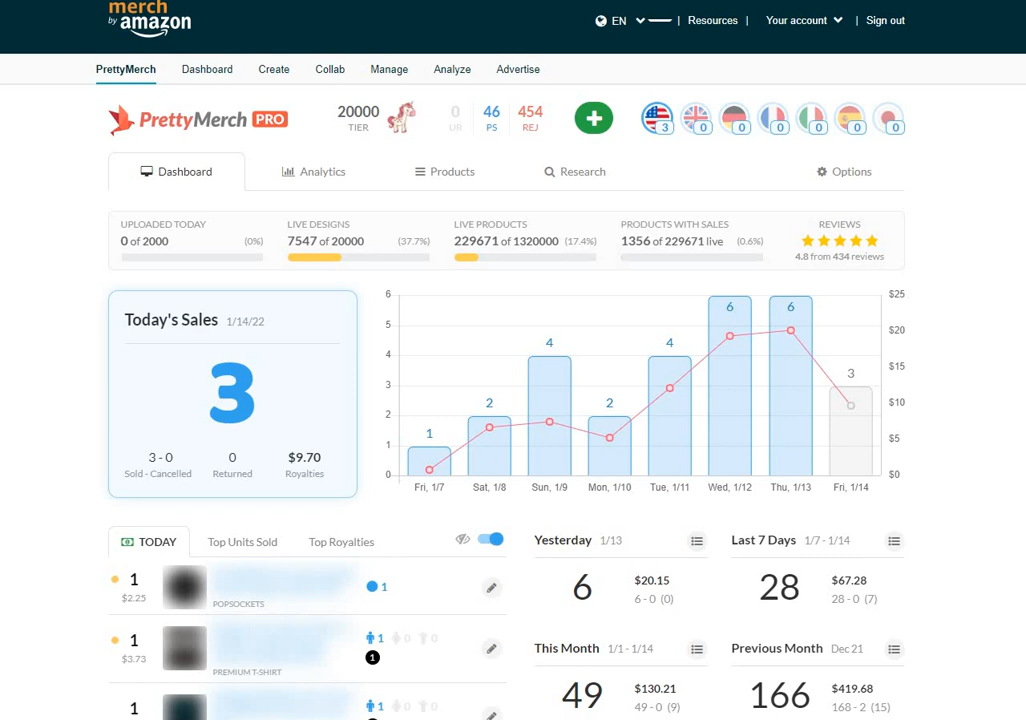 merch
by amazon
EN | Resources | Your account | Sign out
PrettyMerch Dashboard Create Collab Manage Analyze Advertise
PrettyMerch PRO
20000
TIER
0
UR
46
PS
454
REJ
3 0 0 0 0 0 0
Dashboard Analytics Products Research Options
UPLOADED TODAY
0 of 2000 (0%)
LIVE DESIGNS
7547 of 20000 (37.7%)
LIVE PRODUCTS
229671 of 1320000 (17.4%)
PRODUCTS WITH SALES
1356 of 229671 live (0.6%)
REVIEWS
4.8 from 434 reviews
Today's Sales 1/14/22
3
3 - 0
Sold - Cancelled
0
Returned
$9.70
Royalties
6
5
4
3
2
1
0
1 2 4 2 4 6 6 3
$25
$20
$15
$10
$5
$0
Fri, 1/7 Sat, 1/8 Sun, 1/9 Mon, 1/10 Tue, 1/11 Wed, 1/12 Thu, 1/13 Fri, 1/14
TODAY Top Units Sold Top Royalties
1
$2.25
POPSOCKETS
1
1
$3.73
PREMIUM T-SHIRT
1 0 0
1
1
1 0 0
Yesterday 1/13
6
$20.15
6 - 0 (0)
Last 7 Days 1/7 - 1/14
28
$67.28
28 - 0 (7)
This Month 1/1 - 1/14
49
$130.21
49 - 0 (9)
Previous Month Dec 21
166
$419.68
168 - 2 (15)